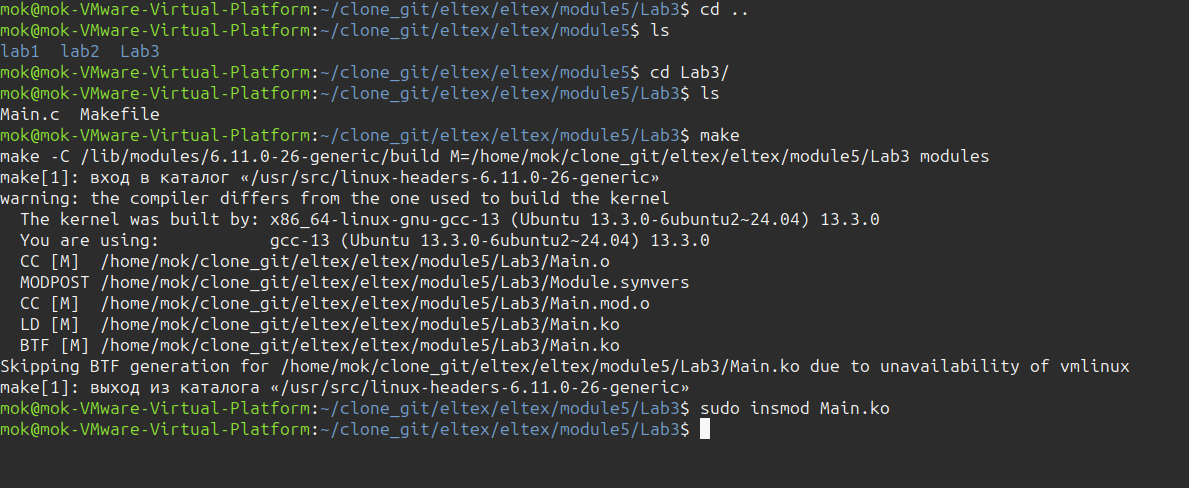 mok@mok-VMware-Virtual-Platform:~/clone_git/eltex/eltex/module5/Lab3$ cd ..
mok@mok-VMware-Virtual-Platform:~/clone_git/eltex/eltex/module5$ ls
lab1  lab2  Lab3
mok@mok-VMware-Virtual-Platform:~/clone_git/eltex/eltex/module5$ cd Lab3/
mok@mok-VMware-Virtual-Platform:~/clone_git/eltex/eltex/module5/Lab3$ ls
Main.c  Makefile
mok@mok-VMware-Virtual-Platform:~/clone_git/eltex/eltex/module5/Lab3$ make
make -C /lib/modules/6.11.0-26-generic/build M=/home/mok/clone_git/eltex/eltex/module5/Lab3 modules
make[1]: вход в каталог «/usr/src/linux-headers-6.11.0-26-generic»
warning: the compiler differs from the one used to build the kernel
  The kernel was built by: x86_64-linux-gnu-gcc-13 (Ubuntu 13.3.0-6ubuntu2~24.04) 13.3.0
  You are using:           gcc-13 (Ubuntu 13.3.0-6ubuntu2~24.04) 13.3.0
  CC [M]  /home/mok/clone_git/eltex/eltex/module5/Lab3/Main.o
  MODPOST /home/mok/clone_git/eltex/eltex/module5/Lab3/Module.symvers
  CC [M]  /home/mok/clone_git/eltex/eltex/module5/Lab3/Main.mod.o
  LD [M]  /home/mok/clone_git/eltex/eltex/module5/Lab3/Main.ko
  BTF [M] /home/mok/clone_git/eltex/eltex/module5/Lab3/Main.ko
Skipping BTF generation for /home/mok/clone_git/eltex/eltex/module5/Lab3/Main.ko due to unavailability of vmlinux
make[1]: выход из каталога «/usr/src/linux-headers-6.11.0-26-generic»
mok@mok-VMware-Virtual-Platform:~/clone_git/eltex/eltex/module5/Lab3$ sudo insmod Main.ko
mok@mok-VMware-Virtual-Platform:~/clone_git/eltex/eltex/module5/Lab3$